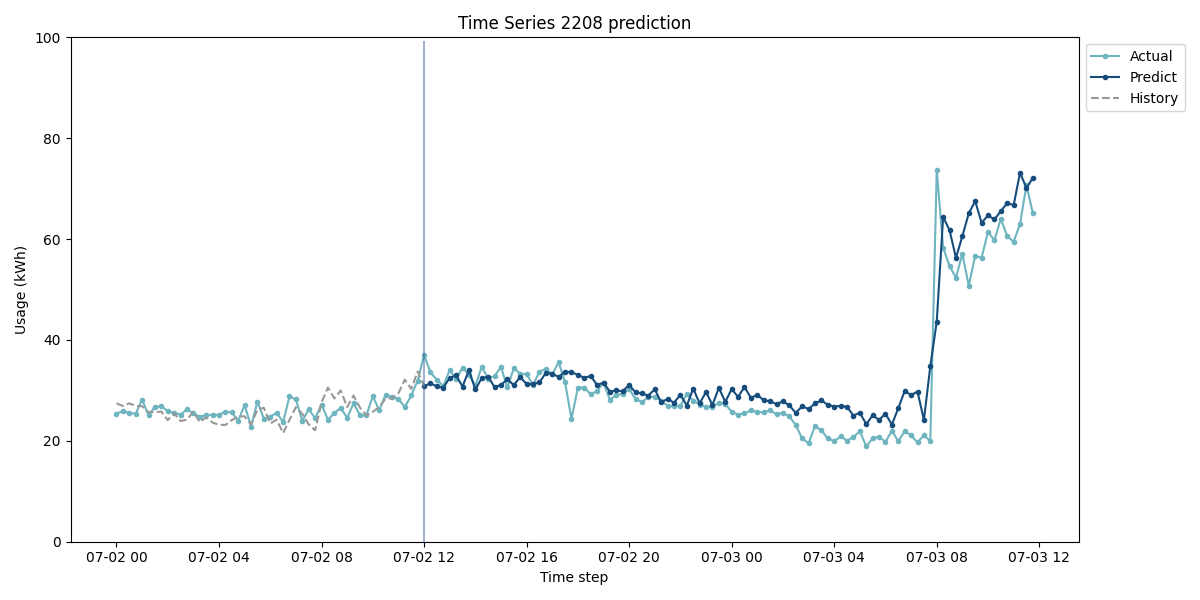 Time Series 2208 prediction
100
80
60
40
20
0
Usage (kWh)
07-02 00
07-02 04
07-02 08
07-02 12
07-02 16
07-02 20
07-03 00
07-03 04
07-03 08
07-03 12
Time step
Actual
Predict
History